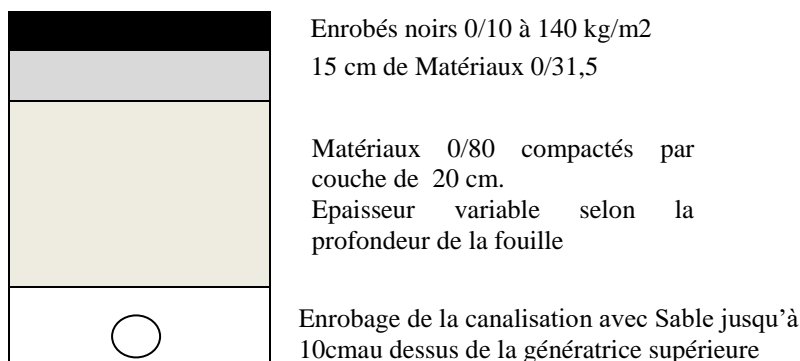 Enrobés noirs 0/10 à 140 kg/m2
15 cm de Matériaux 0/31,5
Matériaux 0/80 compactés par
couche de 20 cm.
Epaisseur variable selon la
profondeur de la fouille
Enrobage de la canalisation avec Sable jusqu’à
10cmau dessus de la génératrice supérieure